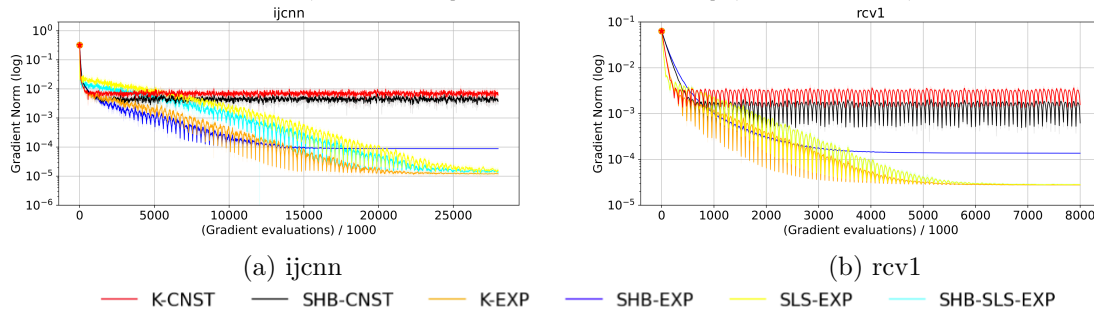 ijcnn
rcv1
Gradient Norm (log)
10^0
10^-1
10^-2
10^-3
10^-4
10^-5
10^-6
0 5000 10000 15000 20000 25000
(Gradient evaluations) / 1000
Gradient Norm (log)
10^-1
10^-2
10^-3
10^-4
10^-5
0 1000 2000 3000 4000 5000 6000 7000 8000
(Gradient evaluations) / 1000
(a) ijcnn
(b) rcv1
K-CNST SHB-CNST K-EXP SHB-EXP SLS-EXP SHB-SLS-EXP